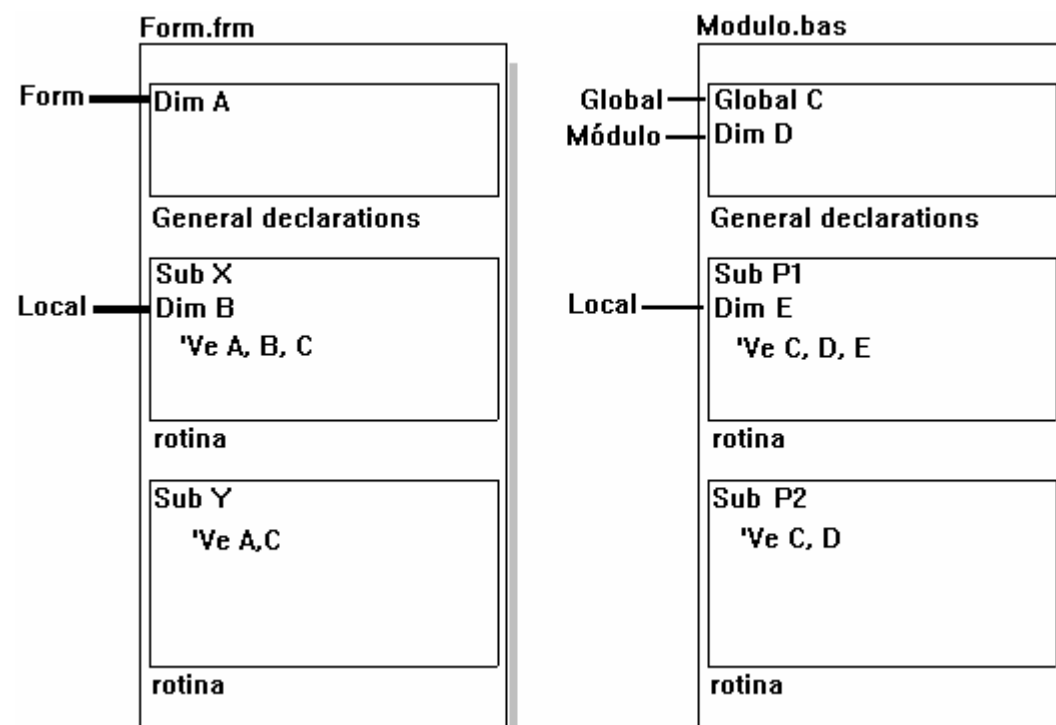 Form.frm
Form
Dim A
General declarations
Local
Sub X
Dim B
'Ve A, B, C
rotina
Sub Y
'Ve A,C
rotina
Modulo.bas
Global
Global C
Módulo
Dim D
General declarations
Local
Sub P1
Dim E
'Ve C, D, E
rotina
Sub P2
'Ve C, D
rotina